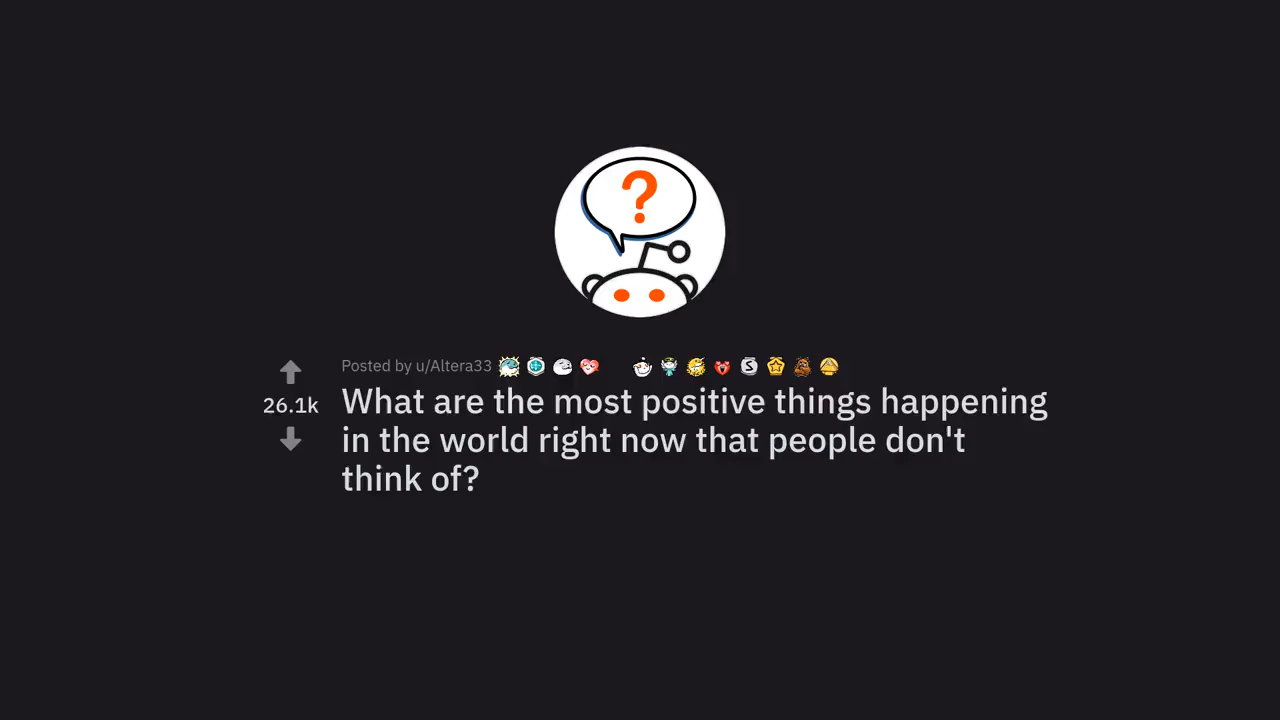 ?
Posted by u/Altera33
26.1k
What are the most positive things happening
in the world right now that people don't
think of?